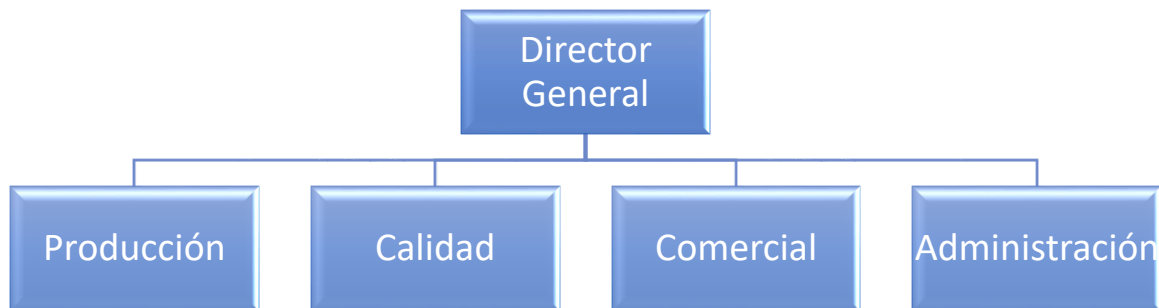 Director
General
Producción
Calidad
Comercial
Administración